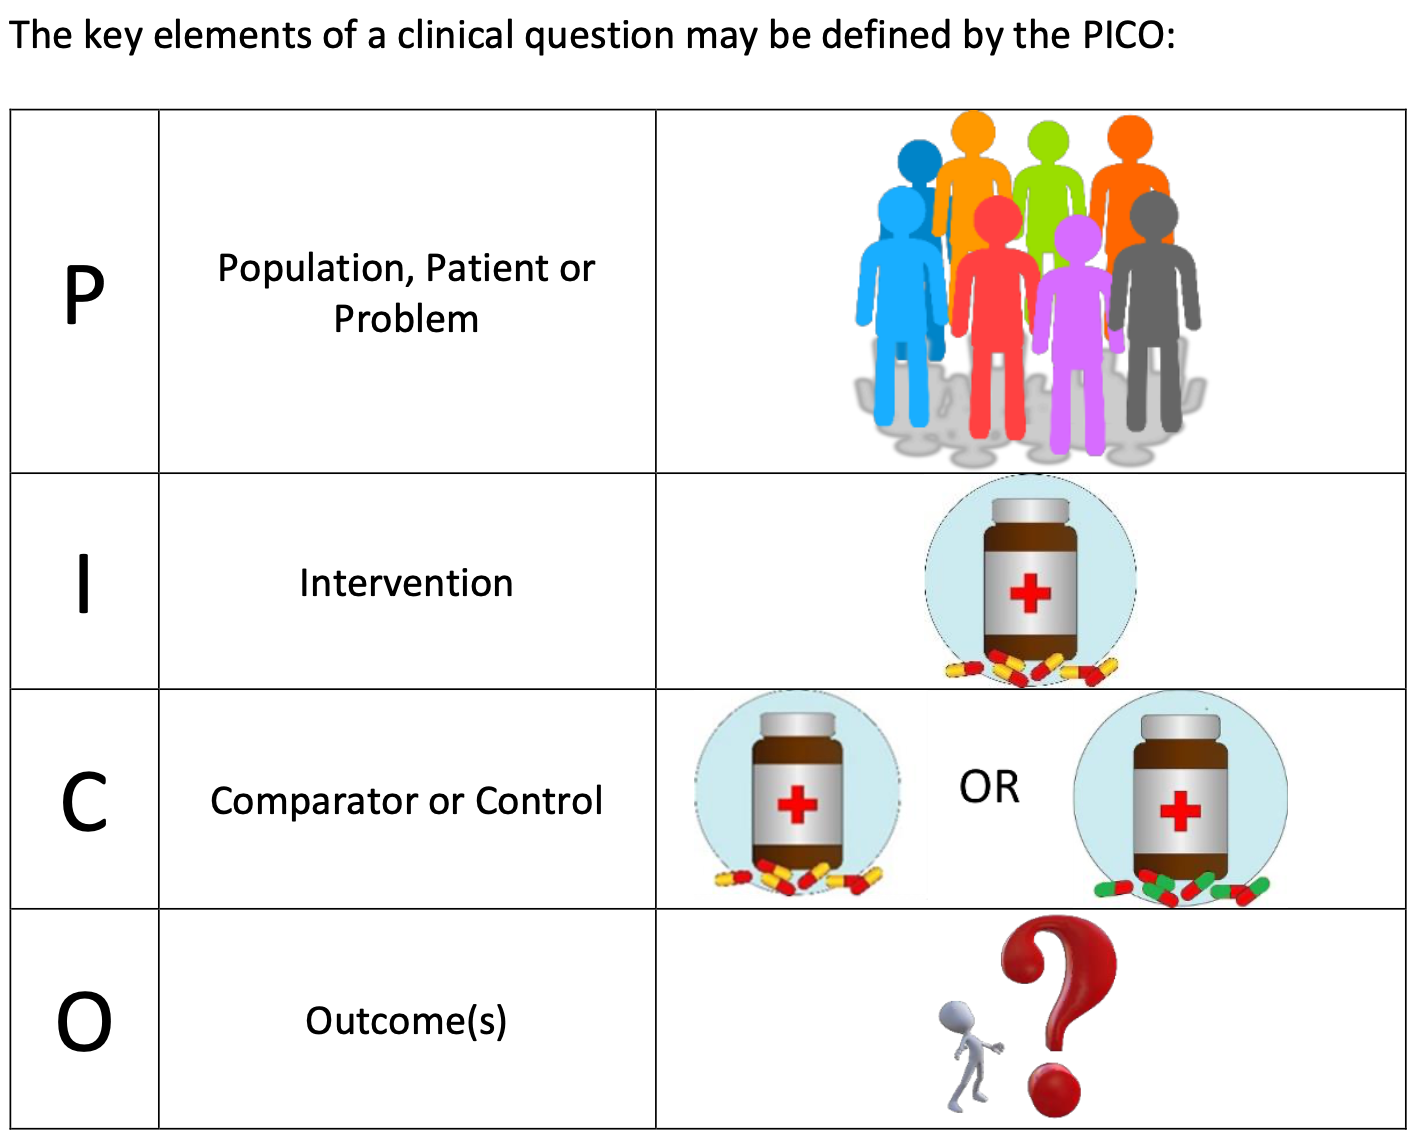 The key elements of a clinical question may be defined by the PICO:
P
Population, Patient or
Problem
I
Intervention
C
Comparator or Control
OR
O
Outcome(s)